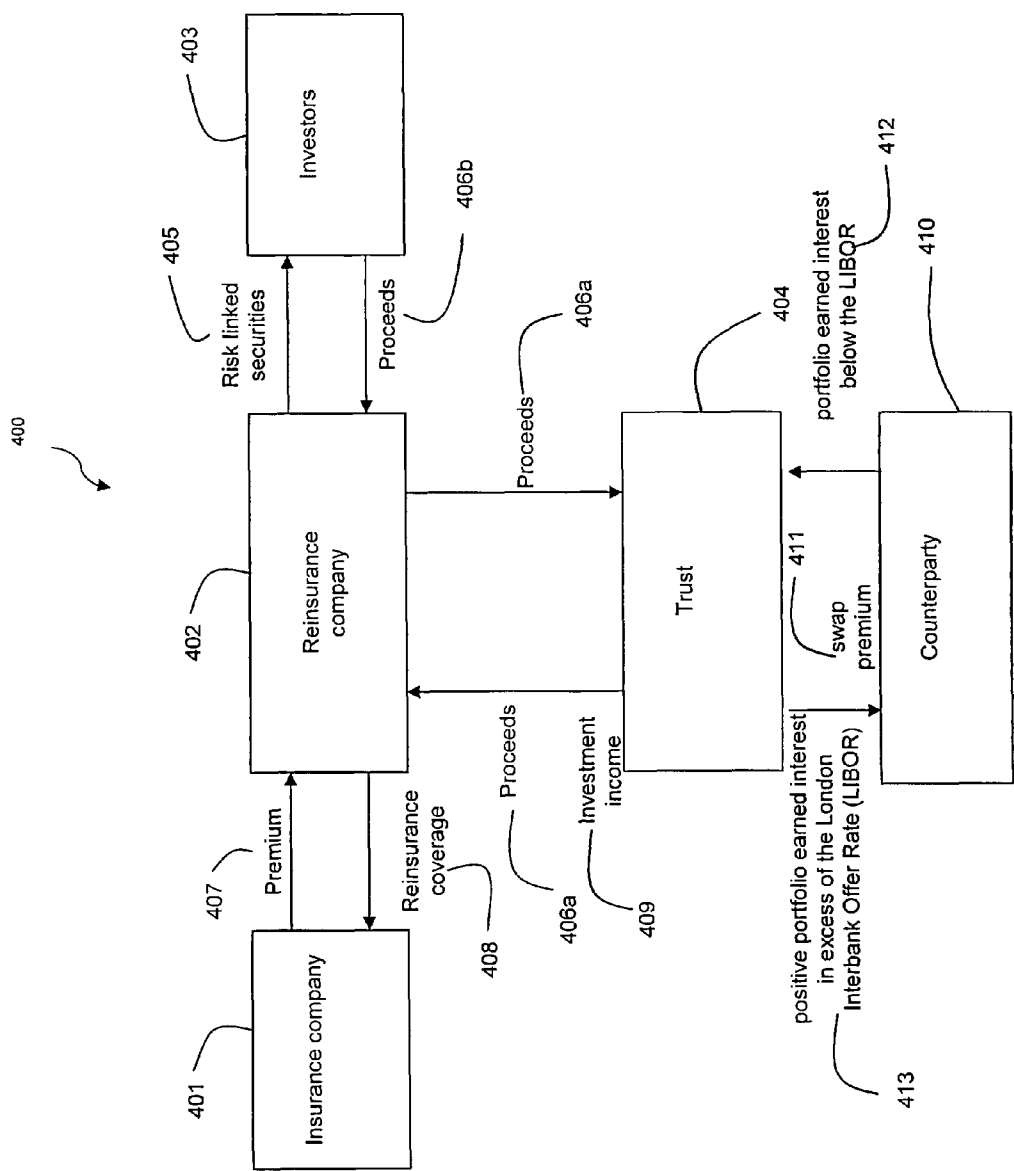 400
401
Insurance company
407
Premium
Reinsurance
coverage
408
402
Reinsurance
company
405
Risk linked
securities
Proceeds
406b
403
Investors
406a
Proceeds
Investment
income
409
Proceeds
406a
Trust
404
413
positive portfolio earned interest
in excess of the London
Interbank Offer Rate (LIBOR)
swap
premium
411
portfolio earned interest
below the LIBOR
412
Counterparty
410